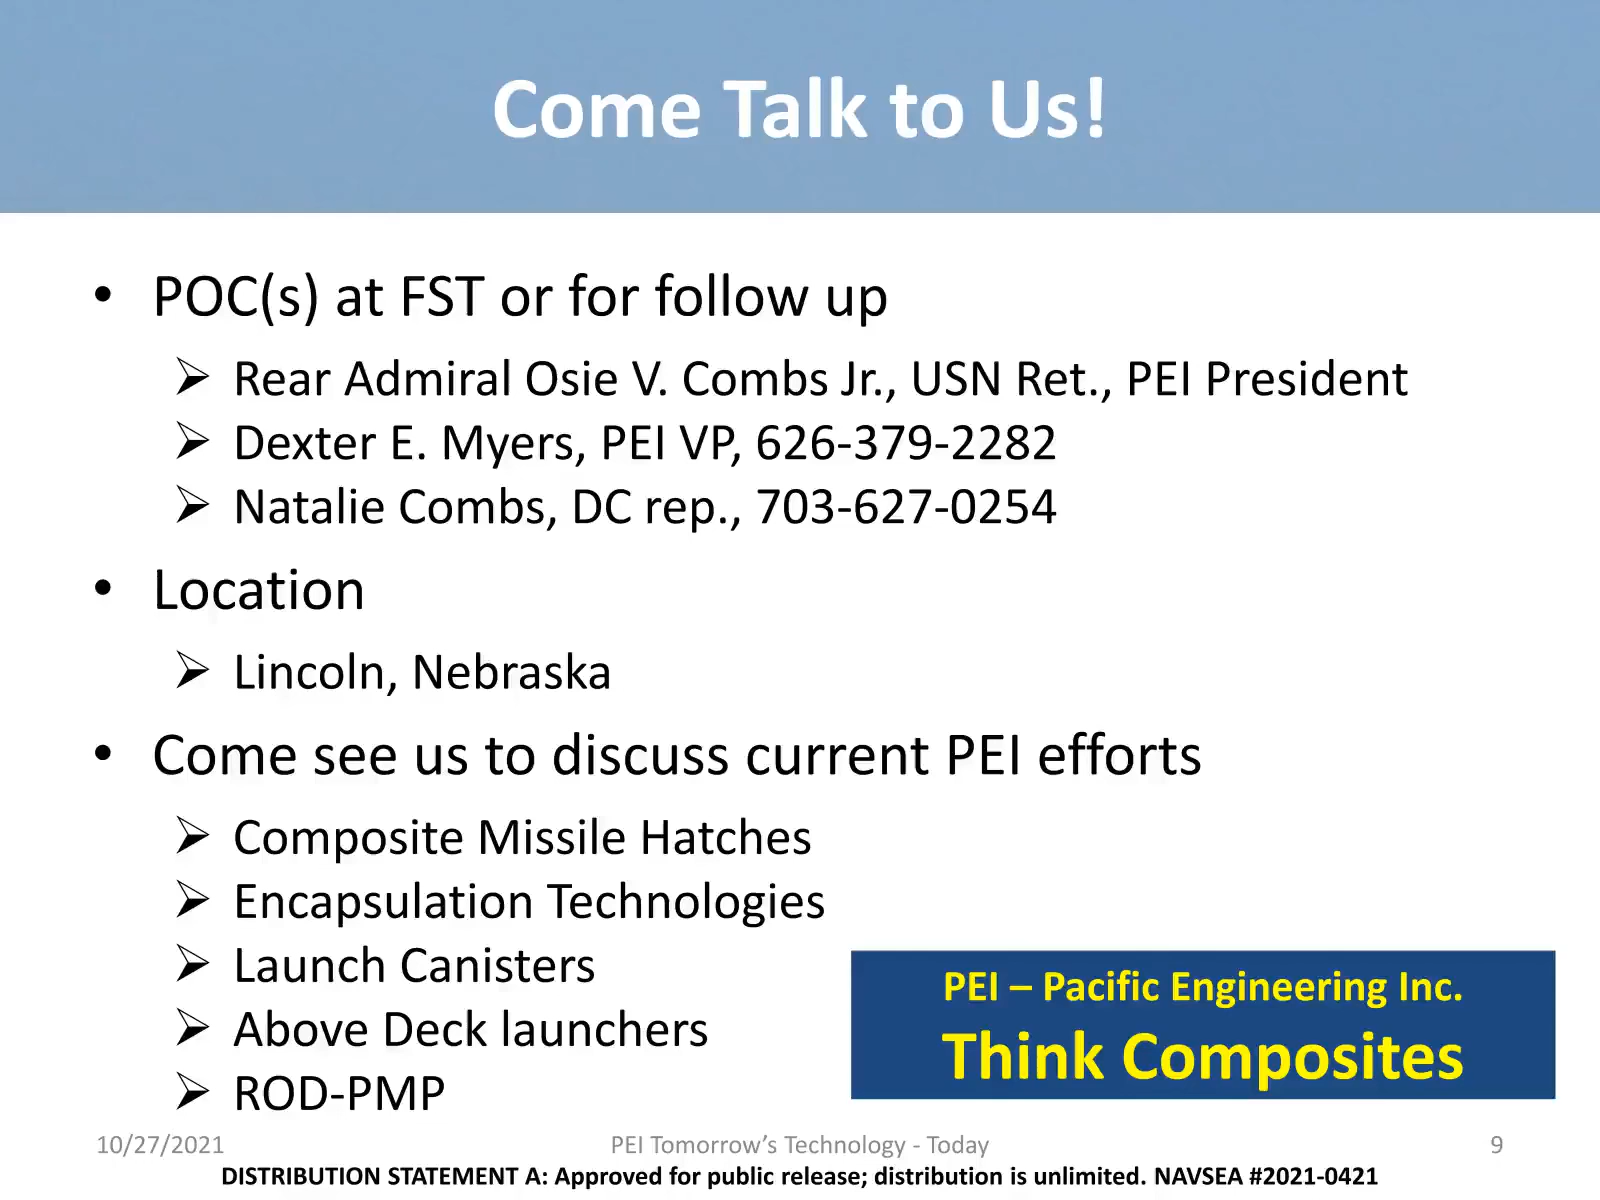 Come Talk to Us!
• POC(s) at FST or for follow up
➢ Rear Admiral Osie V. Combs Jr., USN Ret., PEI President
➢ Dexter E. Myers, PEI VP, 626-379-2282
➢ Natalie Combs, DC rep., 703-627-0254
• Location
➢ Lincoln, Nebraska
• Come see us to discuss current PEI efforts
➢ Composite Missile Hatches
➢ Encapsulation Technologies
➢ Launch Canisters
➢ Above Deck launchers
➢ ROD-PMP
PEI – Pacific Engineering Inc.
Think Composites
10/27/2021
PEI Tomorrow’s Technology - Today
9
DISTRIBUTION STATEMENT A: Approved for public release; distribution is unlimited. NAVSEA #2021-0421